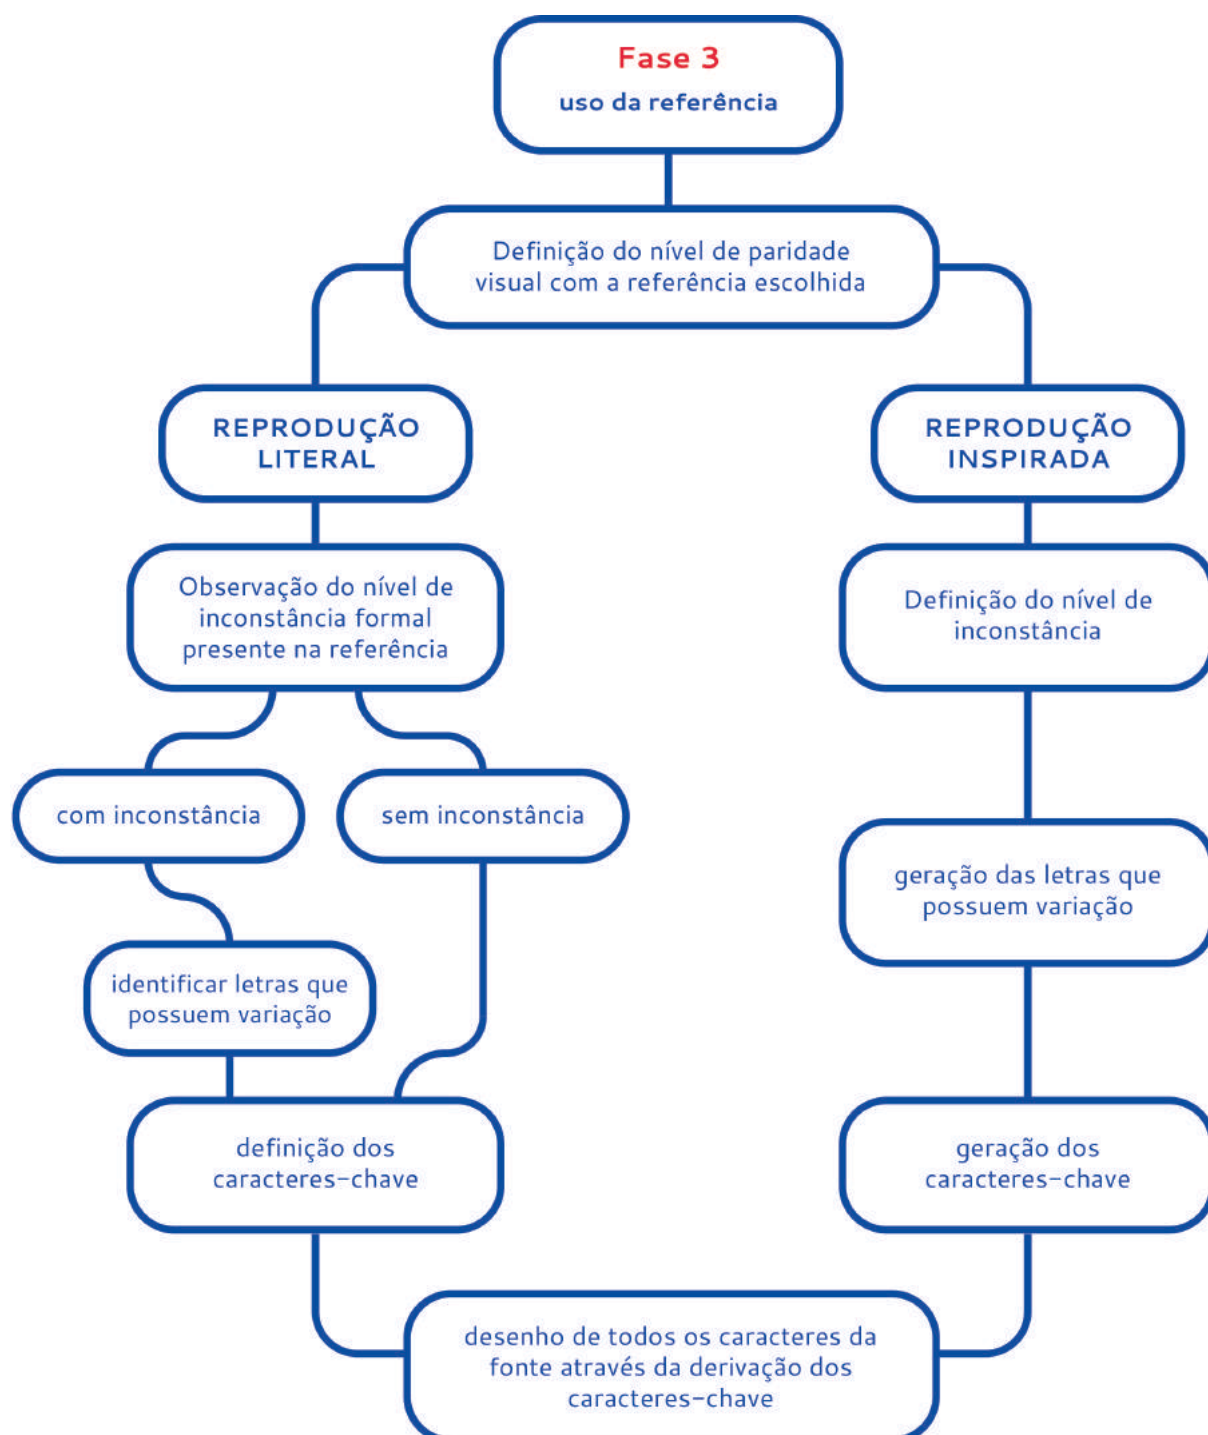 Fase 3
uso da referência
Definição do nível de paridade
visual com a referência escolhida
REPRODUÇÃO
LITERAL
REPRODUÇÃO
INSPIRADA
Observação do nível de
inconstância formal
presente na referência
Definição do nível de
inconstância
com inconstância
sem inconstância
geração das letras que
possuem variação
identificar letras que
possuem variação
definição dos
caracteres-chave
geração dos
caracteres-chave
desenho de todos os caracteres da
fonte através da derivação dos
caracteres-chave